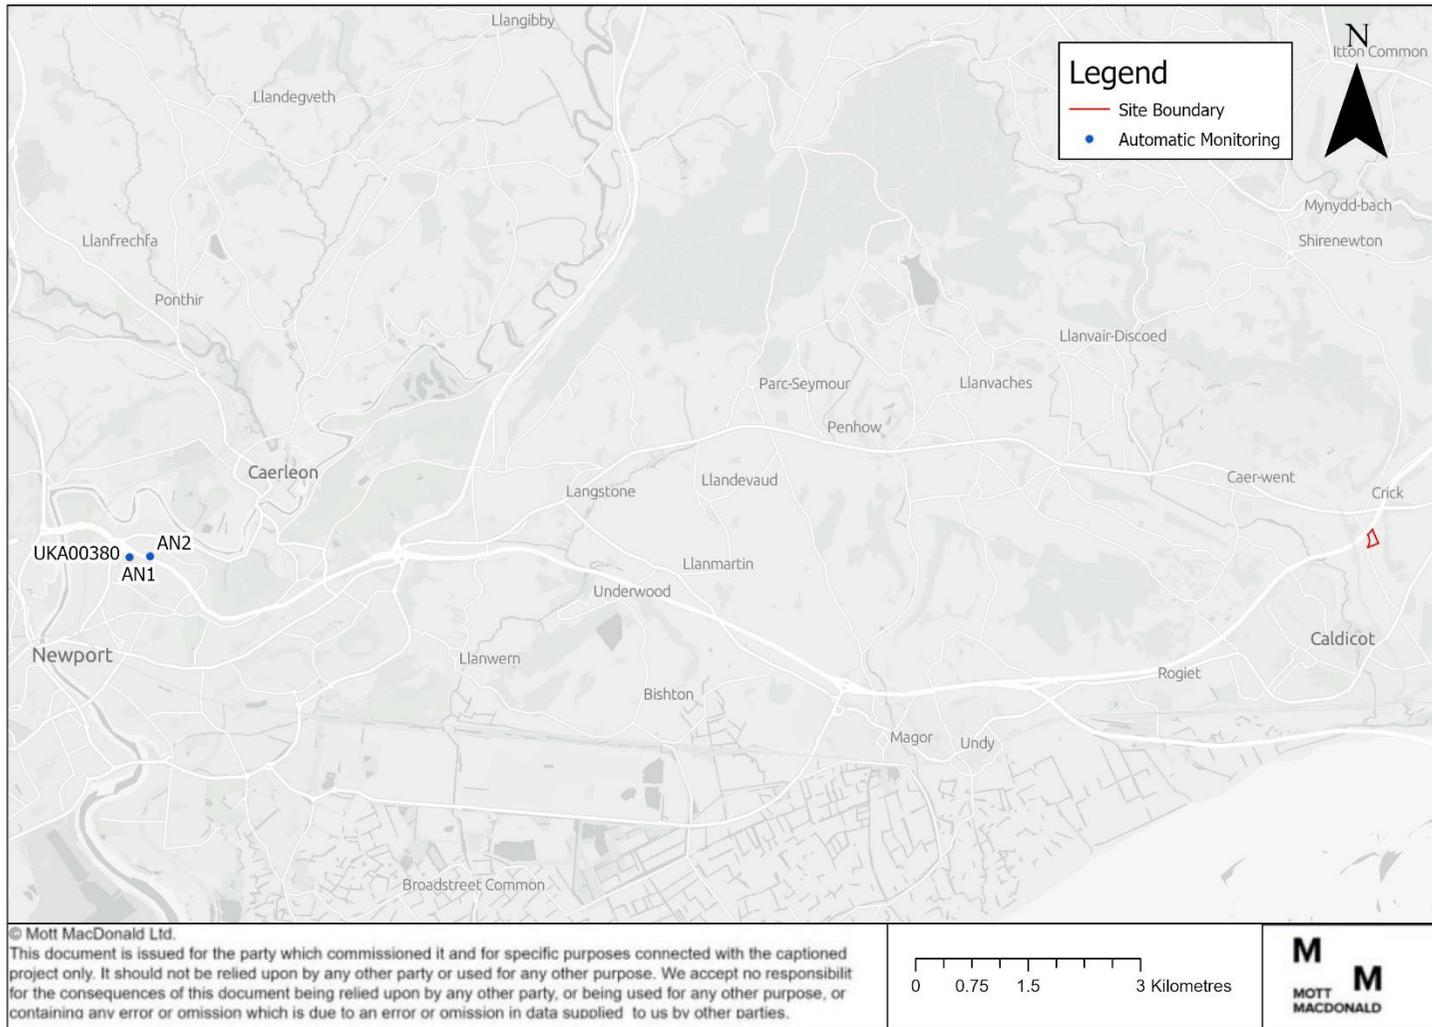 Llangibby
N
Itton Common
Legend
Site Boundary
Automatic Monitoring
Llandegveth
Mynydd-bach
Shirenewton
Llanfrechfa
Ponthir
Llanvair-Discoed
Parc-Seymour
Llanvaches
Penhow
Caerleon
Langstone
Llandevaud
Caer-went
Crick
UKA00380
AN2
AN1
Llanmartin
Underwood
Newport
Llanwern
Caldicot
Rogiet
Bishton
Magor
Undy
Broadstreet Common
© Mott MacDonald Ltd.
This document is issued for the party which commissioned it and for specific purposes connected with the captioned
project only. It should not be relied upon by any other party or used for any other purpose. We accept no responsibilit
for the consequences of this document being relied upon by any other party, or being used for any other purpose, or
containing any error or omission which is due to an error or omission in data supplied to us by other parties.
0 0.75 1.5 3 Kilometres
M
M
MOTT
MACDONALD